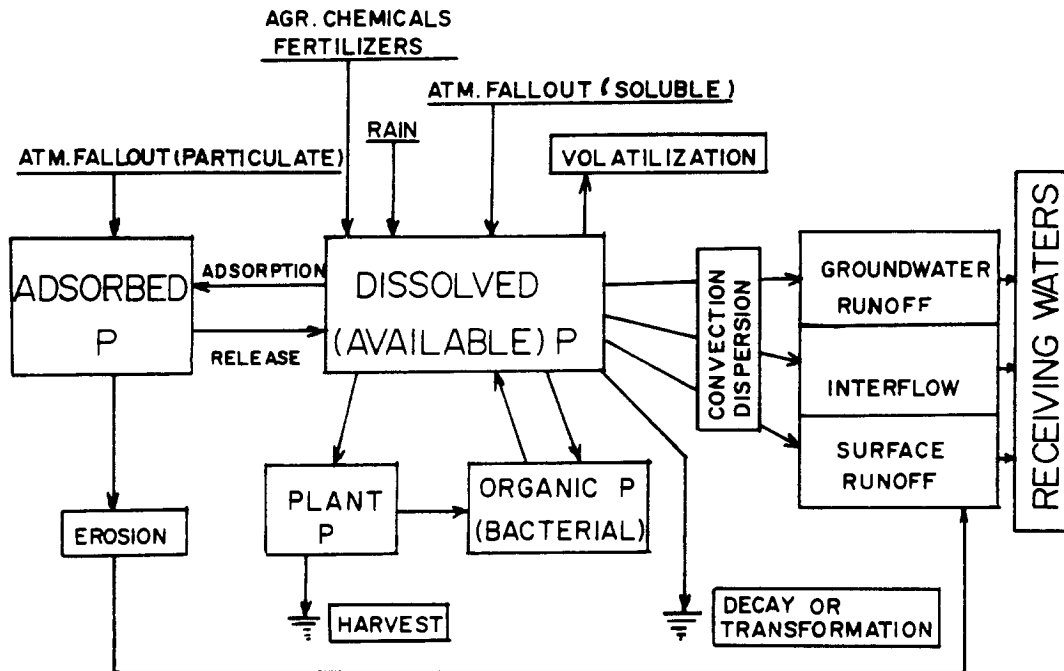 AGR. CHEMICALS
FERTILIZERS
ATM. FALLOUT (SOLUBLE)
RAIN
ATM. FALLOUT (PARTICULATE)
VOLATILIZATION
ADSORBED
P
ADSORPTION
RELEASE
DISSOLVED
(AVAILABLE) P
CONVECTION
DISPERSION
GROUNDWATER
RUNOFF
INTERFLOW
SURFACE
RUNOFF
RECEIVING WATERS
PLANT
P
ORGANIC P
(BACTERIAL)
EROSION
HARVEST
DECAY OR
TRANSFORMATION